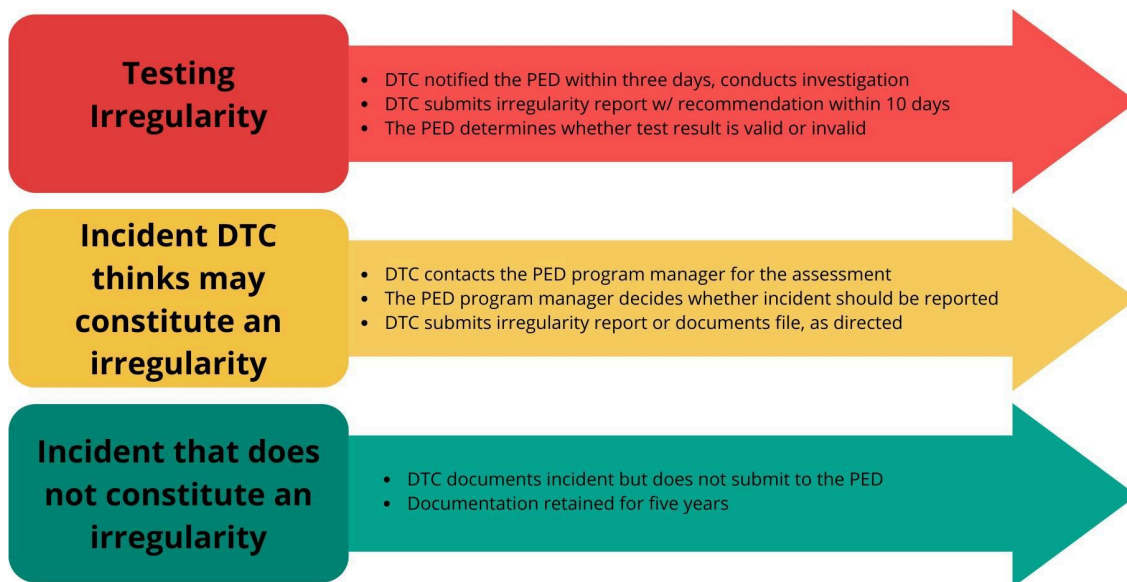 Testing
Irregularity
• DTC notified the PED within three days, conducts investigation
• DTC submits irregularity report w/ recommendation within 10 days
• The PED determines whether test result is valid or invalid
Incident DTC
thinks may
constitute an
irregularity
• DTC contacts the PED program manager for the assessment
• The PED program manager decides whether incident should be reported
• DTC submits irregularity report or documents file, as directed
Incident that does
not constitute an
irregularity
• DTC documents incident but does not submit to the PED
• Documentation retained for five years